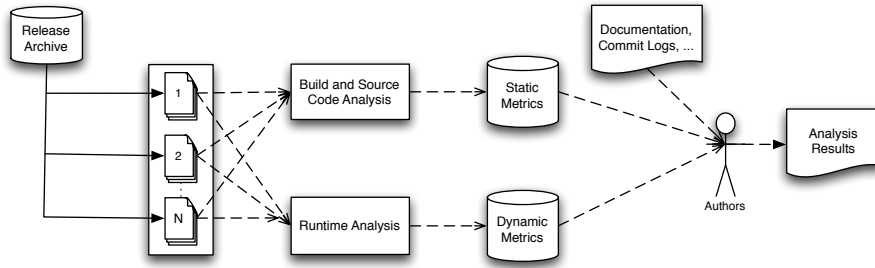 Release
Archive
1
2
N
Build and Source
Code Analysis
Runtime Analysis
Static
Metrics
Dynamic
Metrics
Documentation,
Commit Logs, ...
Authors
Analysis
Results